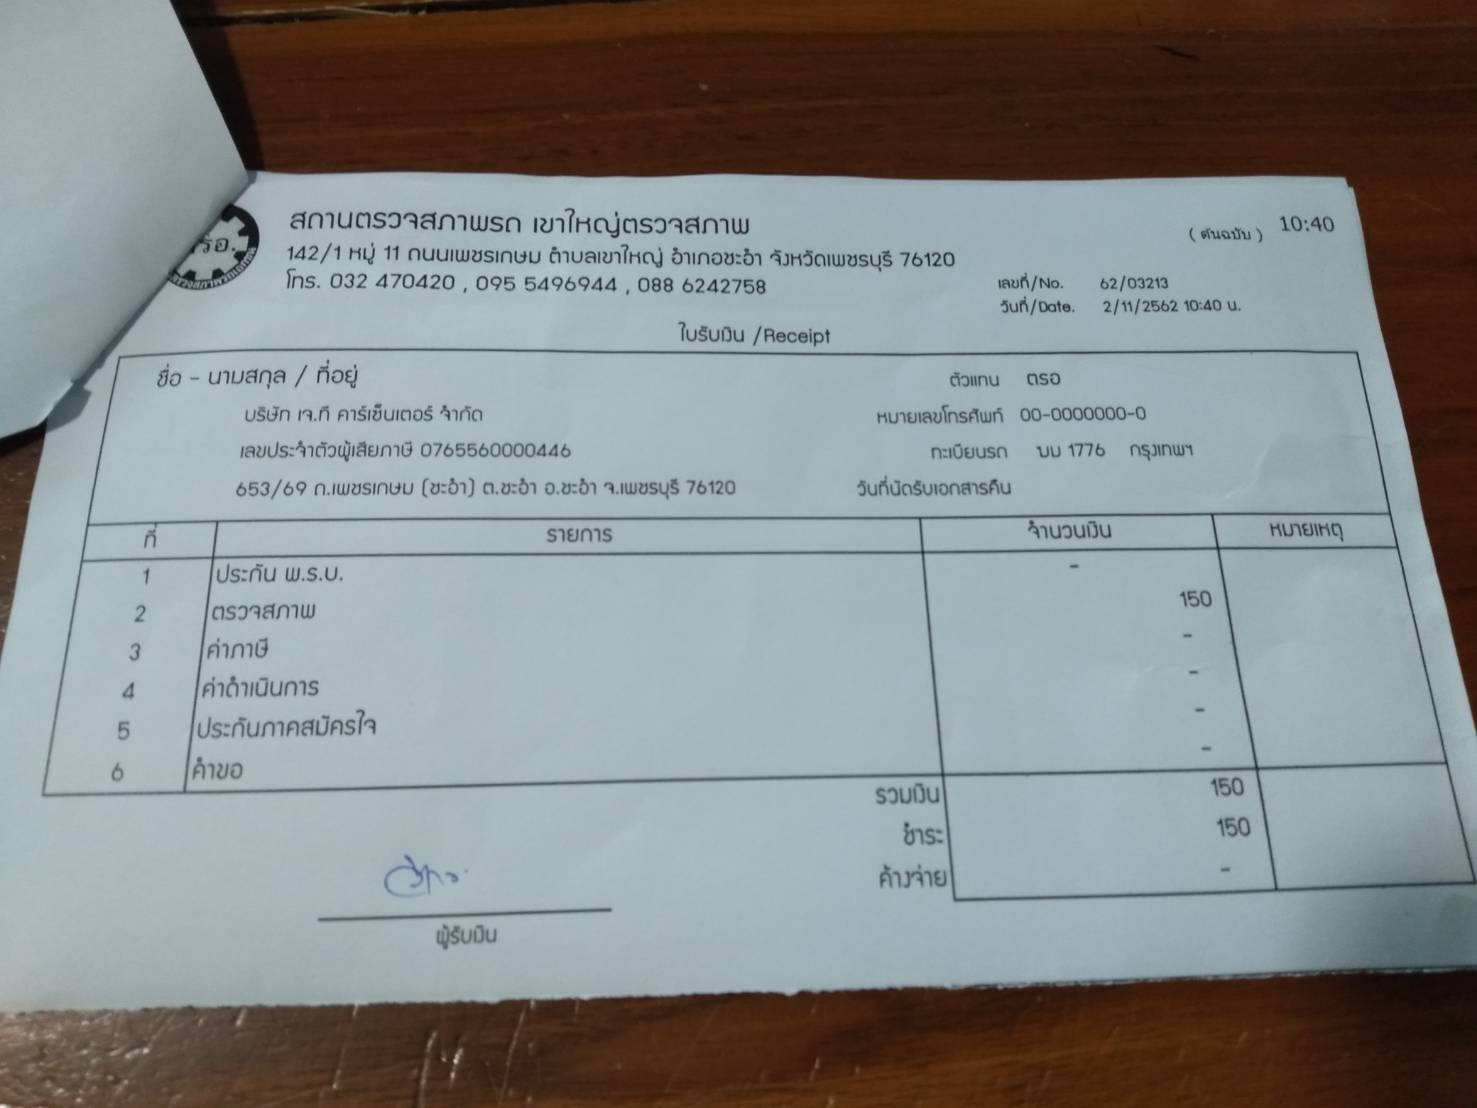 รอ.
สถานตรวจสภาพรถ เขาใหญ่ตรวจสภาพ
( ต้นฉบับ ) 10:40
142/1 หมู่ 11 ถนนเพชรเกษม ตำบลเขาใหญ่ อำเภอชะอำ จังหวัดเพชรบุรี 76120
โทร. 032 470420 , 095 5496944 , 088 6242758
เลขที่/No. 62/03213
วันที่/Date. 2/11/2562 10:40 น.
ใบรับเงิน /Receipt
ชื่อ - นามสกุล / ที่อยู่
ตัวแทน ตรอ
บริษัท เจ.ที คาร์เซ็นเตอร์ จำกัด
หมายเลขโทรศัพท์ 00-0000000-0
เลขประจำตัวผู้เสียภาษี 0765560000446
ทะเบียนรถ บม 1776 กรุงเทพฯ
653/69 ถ.เพชรเกษม (ชะอำ) ต.ชะอำ อ.ชะอำ จ.เพชรบุรี 76120
วันที่นัดรับเอกสารคืน
ที่ รายการ จำนวนเงิน หมายเหตุ
1 ประกัน พ.ร.บ. -
2 ตรวจสภาพ 150
3 ค่าภาษี -
4 ค่าดำเนินการ -
5 ประกันภาคสมัครใจ -
6 คำขอ -
รวมเงิน 150
ชำระ 150
ค้างจ่าย -
ผู้รับเงิน